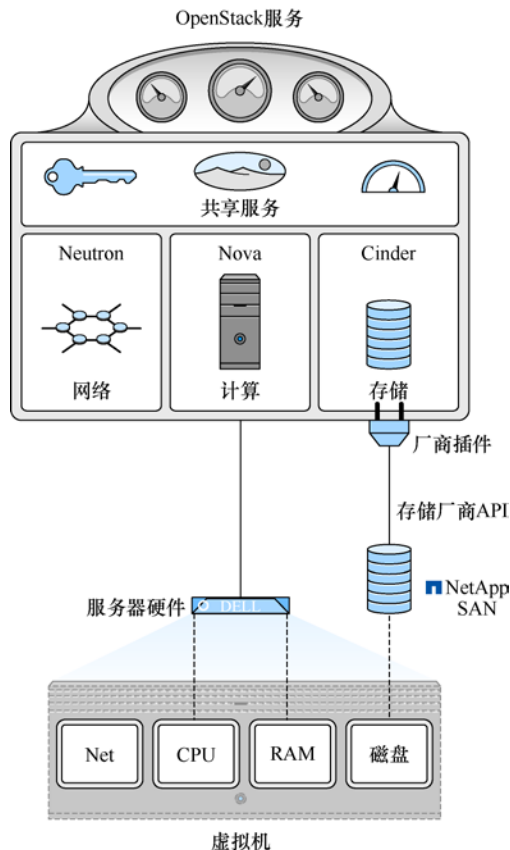 OpenStack服务
共享服务
Neutron
Nova
Cinder
网络
计算
存储
厂商插件
存储厂商API
服务器硬件
DELL
NetApp
SAN
Net
CPU
RAM
磁盘
虚拟机